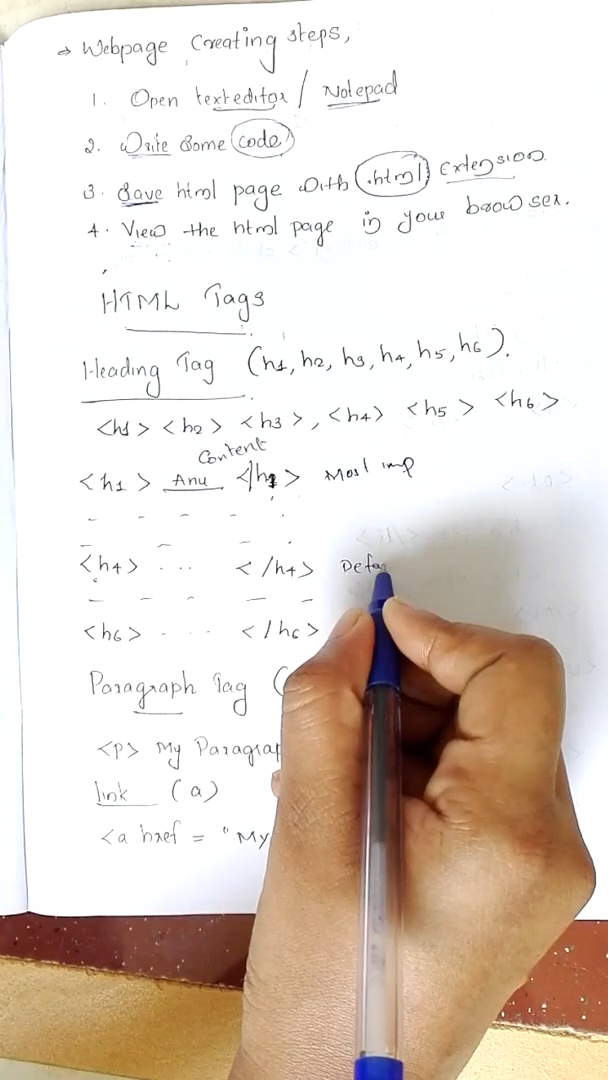 → Webpage Creating steps,
1. Open texteditor / Notepad
2. Write Some code
3. Save html page with .html extension
4. View the html page in your browser.
HTML Tags
Heading Tag (h1, h2, h3, h4, h5, h6).
<h1> <h2> <h3>, <h4> <h5> <h6>
Content
<h1> Anu </h1> Most imp
<h4> ... </h4> Defa
<h6> ... </h6>
Paragraph Tag (
<p> My Paragrap
link (a)
<a href = "My